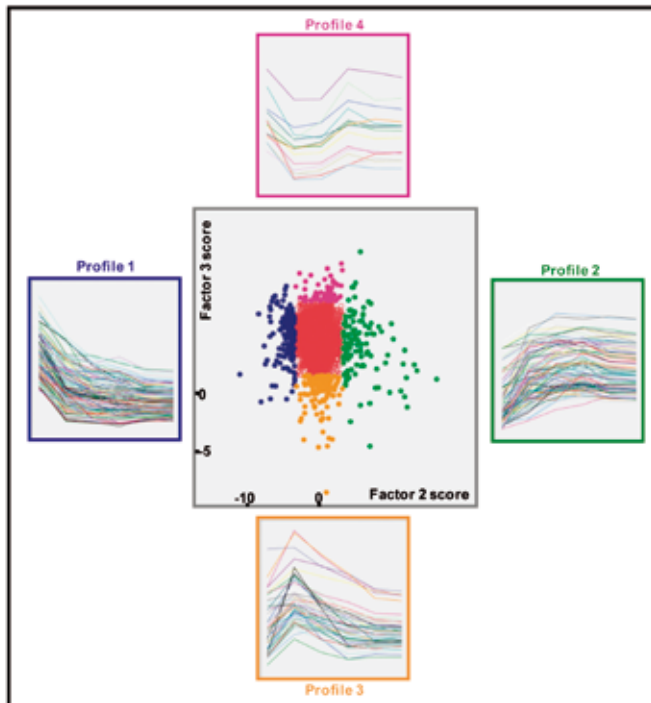 Profile 4
Profile 1
Factor 3 score
Profile 2
0
-5
-10
0
Factor 2 score
Profile 3